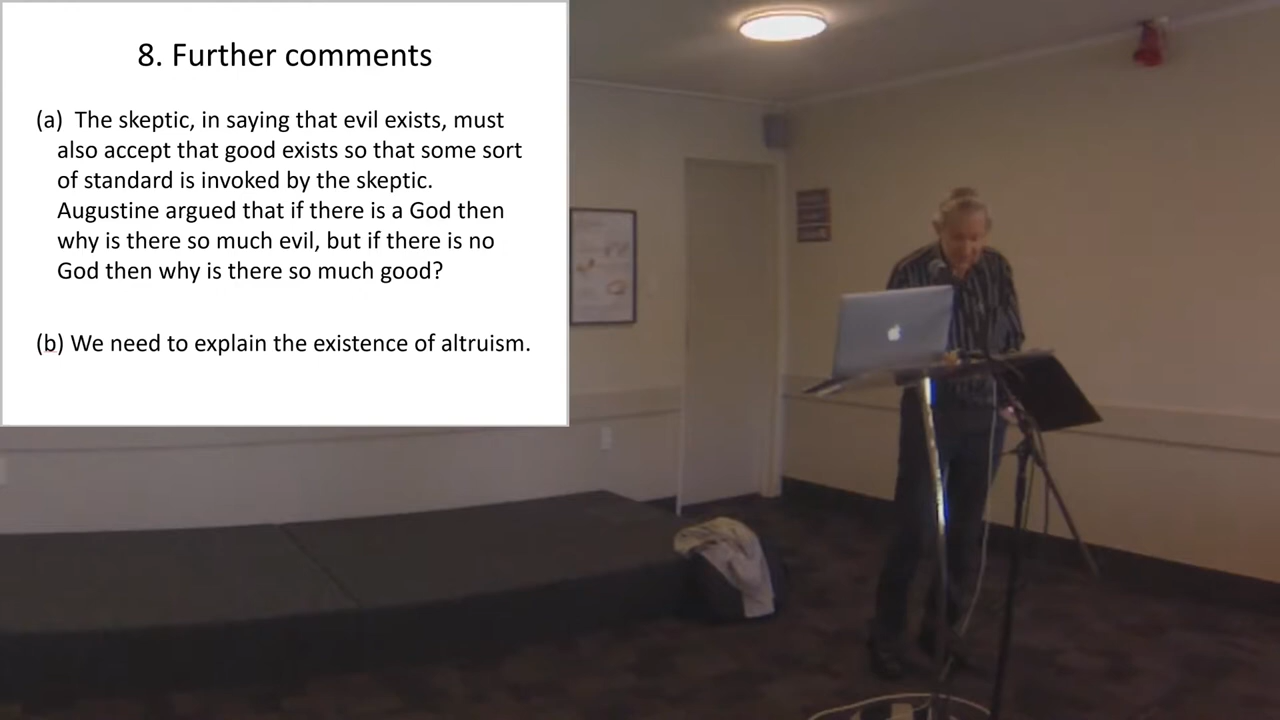 8. Further comments
(a) The skeptic, in saying that evil exists, must
also accept that good exists so that some sort
of standard is invoked by the skeptic.
Augustine argued that if there is a God then
why is there so much evil, but if there is no
God then why is there so much good?
(b) We need to explain the existence of altruism.